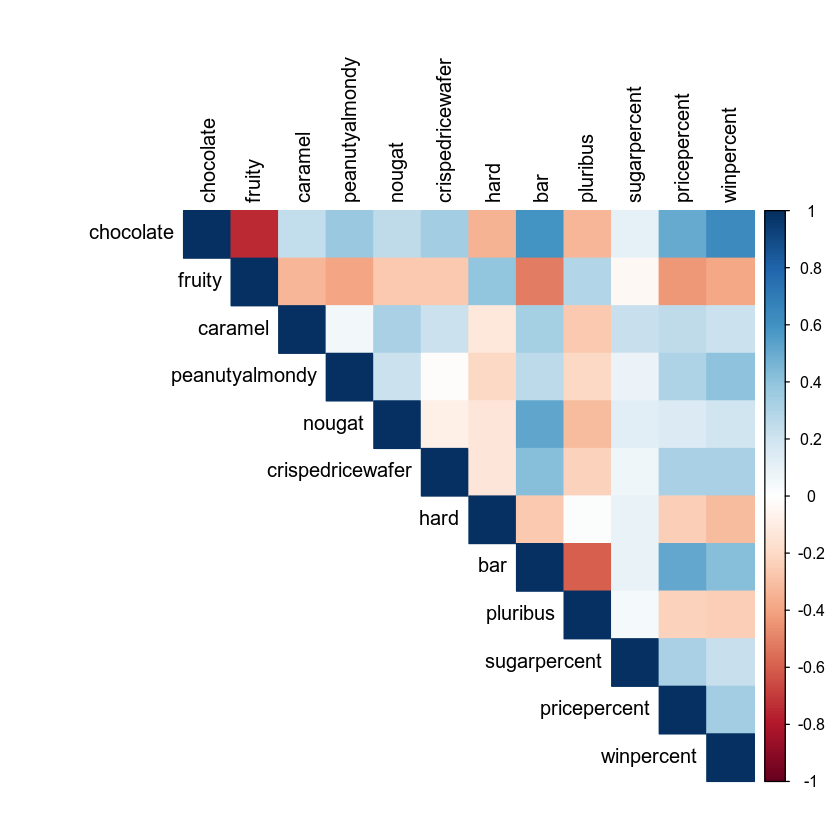 chocolate
fruity
caramel
peanutyalmondy
nougat
crispedricewafer
hard
bar
pluribus
sugarpercent
pricepercent
winpercent
chocolate
fruity
caramel
peanutyalmondy
nougat
crispedricewafer
hard
bar
pluribus
sugarpercent
pricepercent
winpercent
1
0.8
0.6
0.4
0.2
0
-0.2
-0.4
-0.6
-0.8
-1